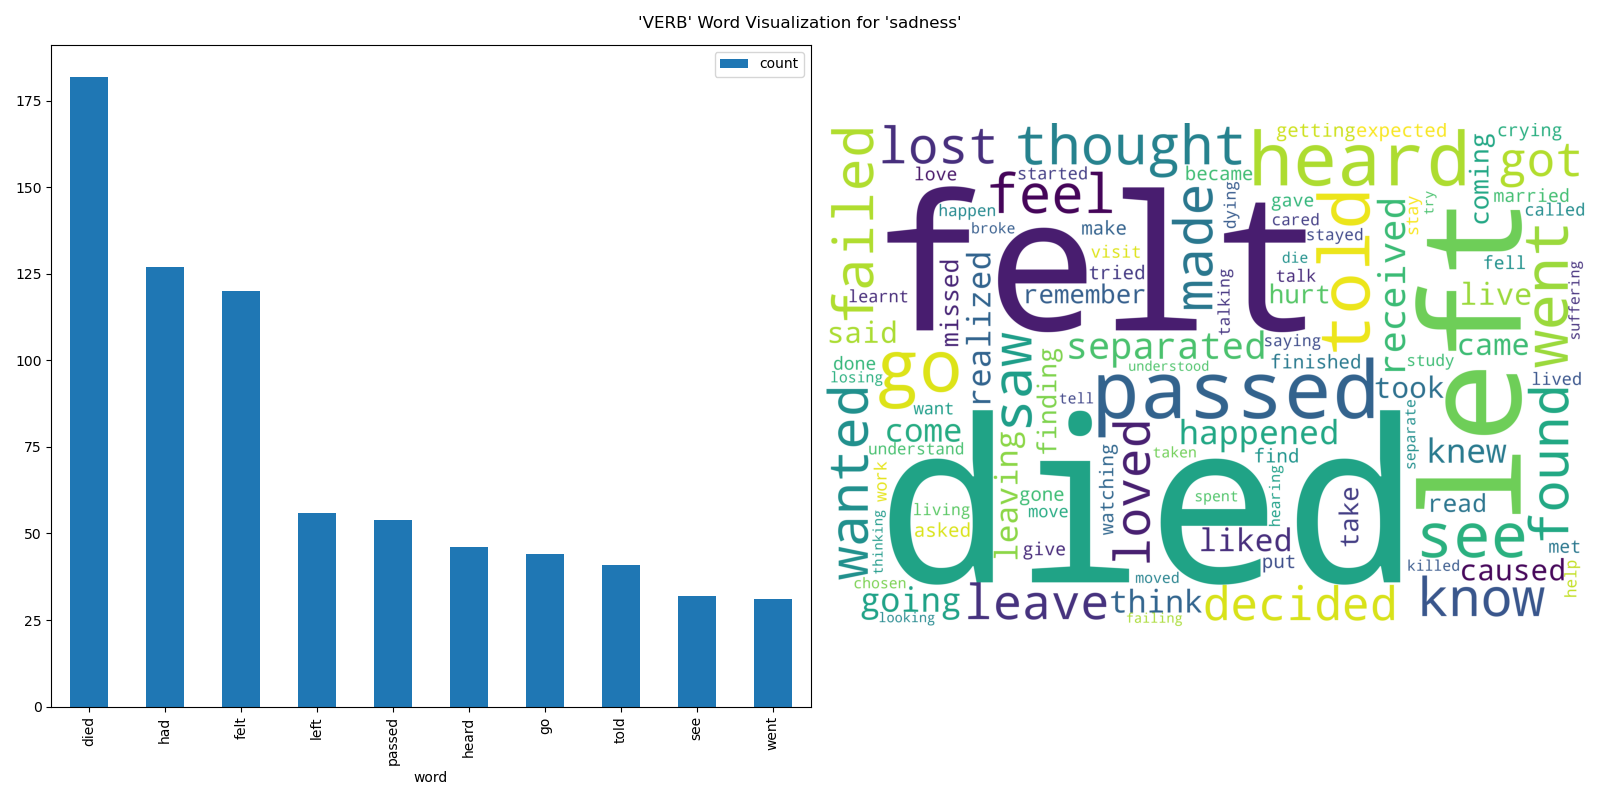 'VERB' Word Visualization for 'sadness'
count
175
150
125
100
75
50
25
0
died
had
felt
left
passed
heard
go
told
see
went
word
failed
lost
thought
heard
getting
expected
crying
got
love
started
feel
became
coming
married
called
felt
happen
broke
make
made
dying
gave
cared
stayed
told
stay
try
received
left
went
visit
tried
remember
learnt
missed
realized
talking
die
talk
hurt
fell
live
suffering
said
done
losing
go
saw
finding
separated
saying
understood
finished
study
came
lived
tell
passed
took
want
wanted
come
understand
work
happened
separate
knew
found
died
leaving
gone
move
watching
loved
taken
find
spent
hearing
living
asked
thinking
give
liked
put
take
read
see
met
chosen
going
looking
leave
moved
think
failing
decided
killed
caused
know
help